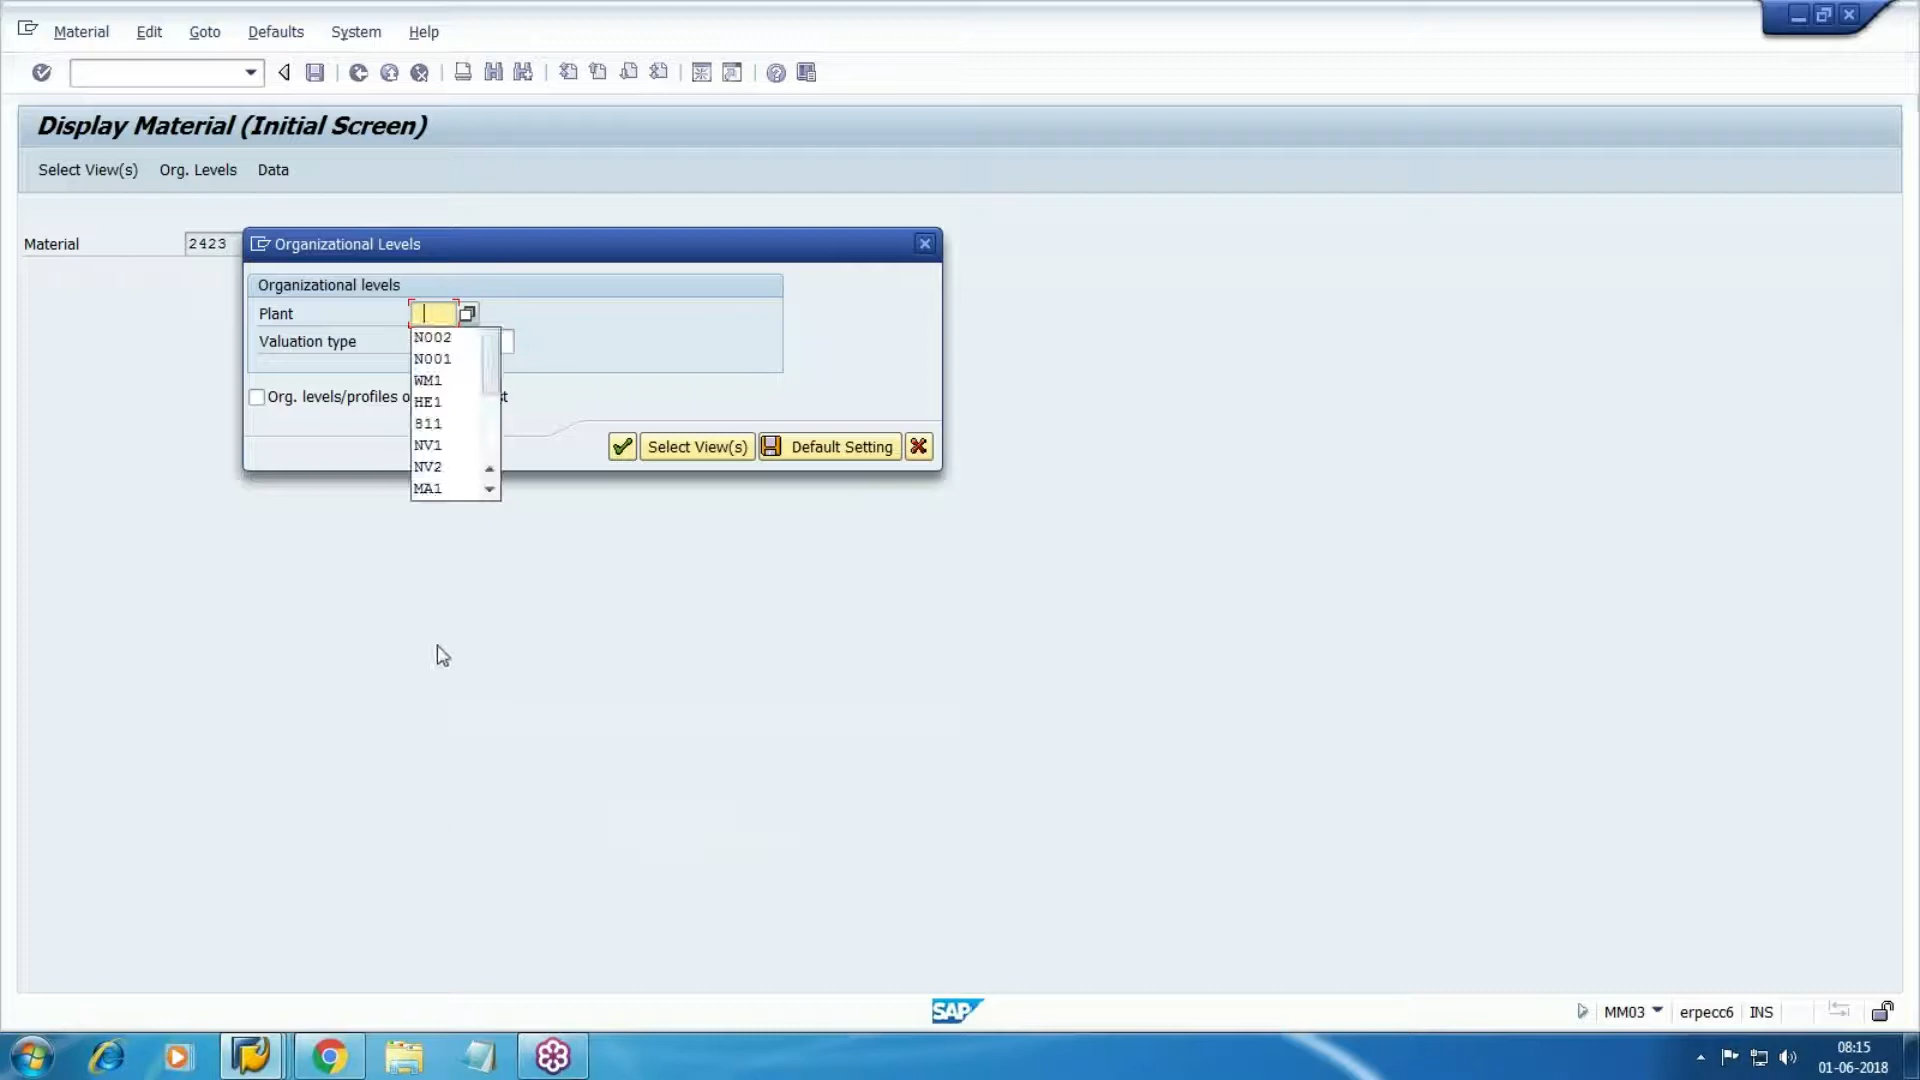 Material Edit Goto Defaults System Help
Display Material (Initial Screen)
Select View(s) Org. Levels Data
Material 2423
Organizational Levels
Organizational levels
Plant
N002
Valuation type
N001
WM1
Org. levels/profiles o
HE1
t
811
NV1
Select View(s) Default Setting
NV2
MA1
SAP
MM03 erpecc6 INS
08:15
01-06-2018